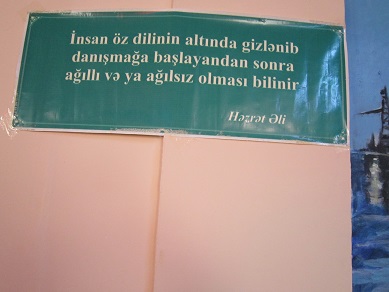 İnsan öz dilinin altında gizlənib
danışmağa başlayandan sonra
ağıllı və ya ağılsız olması bilinir
Həzrət Əli